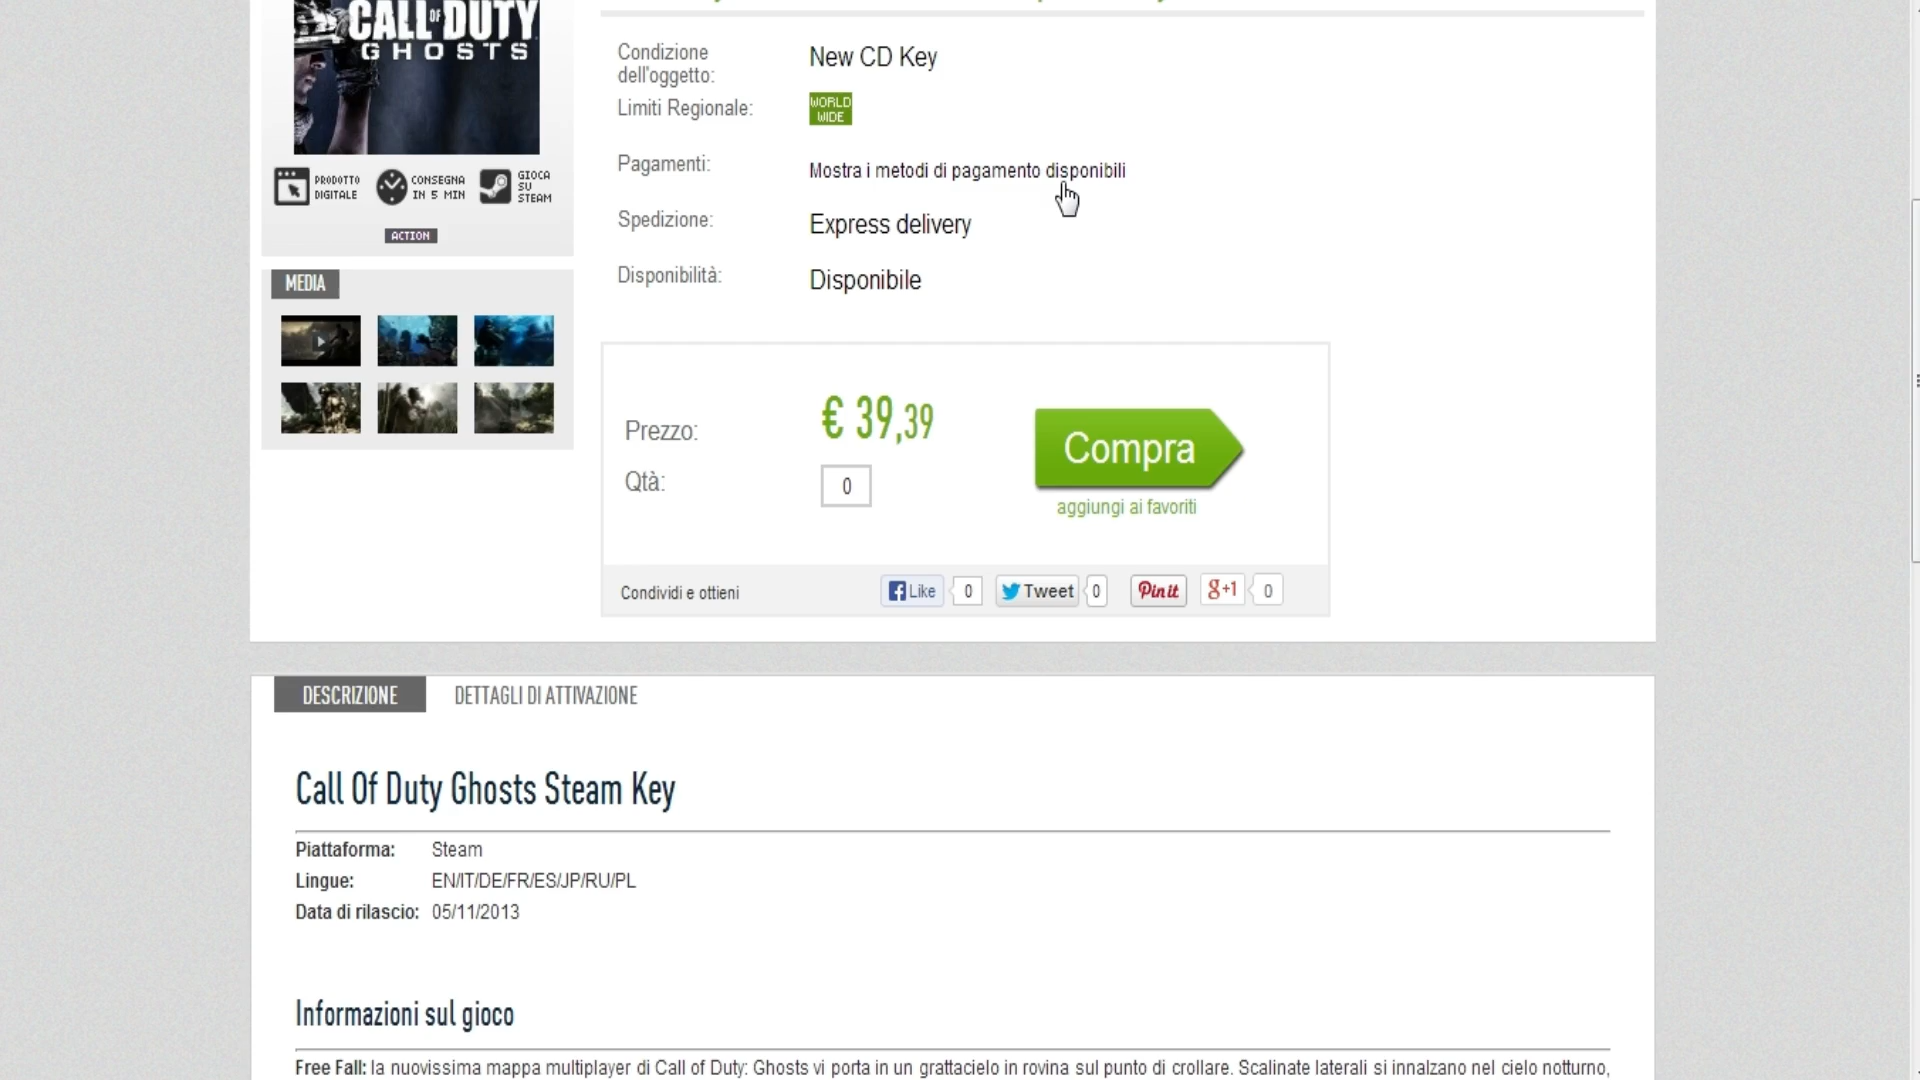 CALL OF DUTY
GHOSTS
PRODOTTO
DIGITALE
CONSEGNA
IN 5 MIN
GIOCA
SU
STEAM
ACTION
MEDIA
Condizione
dell'oggetto:
New CD Key
Limiti Regionale:
WORLD
WIDE
Pagamenti:
Mostra i metodi di pagamento disponibili
Spedizione:
Express delivery
Disponibilità:
Disponibile
Prezzo:
€ 39,39
Qtà:
0
Compra
aggiungi ai favoriti
Condividi e ottieni
Like 0
Tweet 0
Pin it
g+1 0
DESCRIZIONE
DETTAGLI DI ATTIVAZIONE
Call Of Duty Ghosts Steam Key
Piattaforma: Steam
Lingue: EN/IT/DE/FR/ES/JP/RU/PL
Data di rilascio: 05/11/2013
Informazioni sul gioco
Free Fall: la nuovissima mappa multiplayer di Call of Duty: Ghosts vi porta in un grattacielo in rovina sul punto di crollare. Scalinate laterali si innalzano nel cielo notturno,